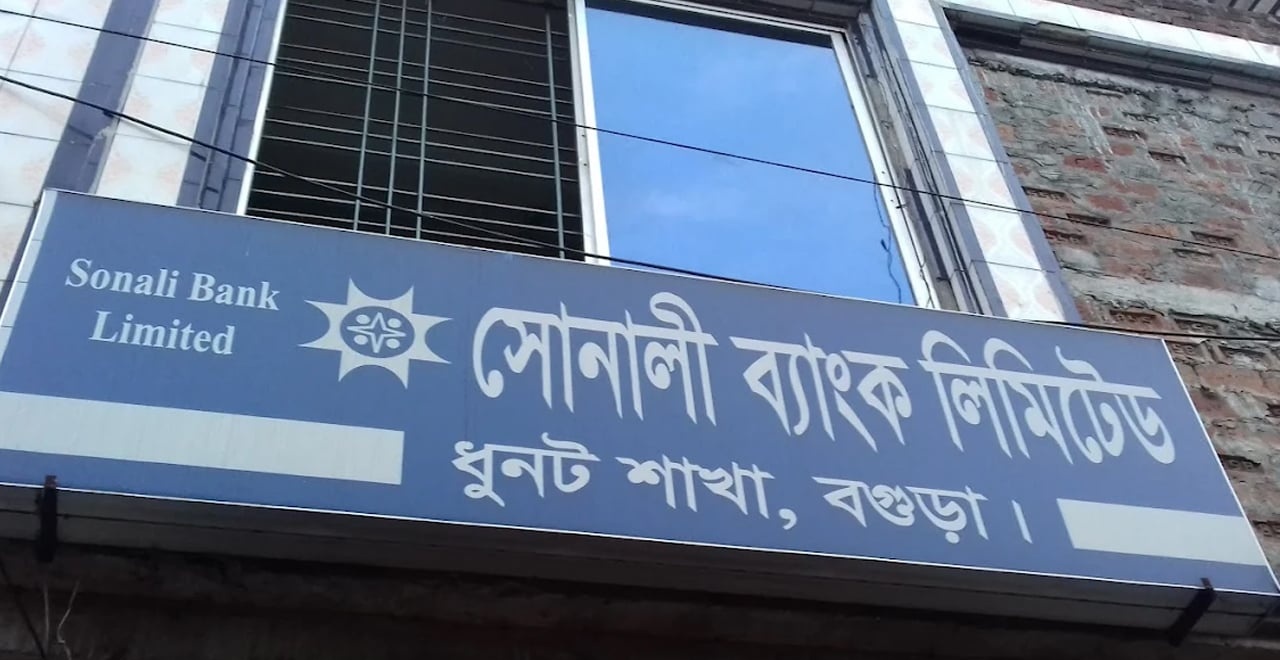 Sonali Bank
Limited
সোনালী ব্যাংক লিমিটেড
ধুনট শাখা, বগুড়া।